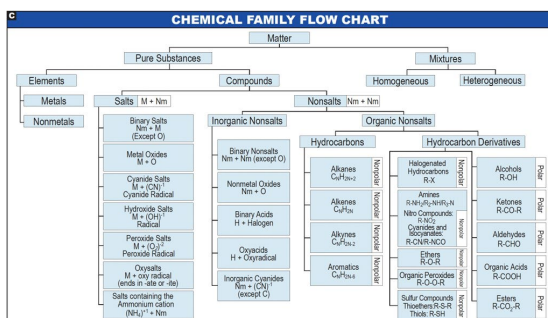 C
CHEMICAL FAMILY FLOW CHART
Matter
Pure Substances
Mixtures
Elements
Compounds
Homogeneous
Heterogeneous
Metals
Nonmetals
Salts
M + Nm
Nonsalts
Nm + Nm
Inorganic Nonsalts
Organic Nonsalts
Hydrocarbons
Hydrocarbon Derivatives
Binary Salts
Nm + M
(Except O)
Metal Oxides
M + O
Cyanide Salts
M + (CN)⁻¹
Cyanide Radical
Hydroxide Salts
M + (OH)⁻¹
Radical
Peroxide Salts
M + (O₂)⁻²
Peroxide Radical
Oxysalts
M + oxy radical
(ends in -ate or -ite)
Salts containing the
Ammonium cation
(NH₄)⁺¹ + Nm
Binary Nonsalts
Nm + Nm (except O)
Nonmetal Oxides
Nm + O
Binary Acids
H + Halogen
Oxyacids
H + Oxyradical
Inorganic Cyanides
Nm + (CN)⁻¹
(except C)
Alkanes
CₙH₂ₙ₊₂
Nonpolar
Alkenes
CₙH₂ₙ
Nonpolar
Alkynes
CₙH₂ₙ₋₂
Nonpolar
Aromatics
CₙH₂ₙ₋₆
Nonpolar
Halogenated
Hydrocarbons
R-X
Nonpolar
Amines
R-NH₂/R₂-NH/R₃-N
Nitro Compounds:
R-NO₂
Cyanides and
Isocyanates:
R-CN/R-NCO
Nonpolar
Ethers
R-O-R
Nonpolar
Organic Peroxides
R-O-O-R
Nonpolar
Sulfur Compounds
Thioethers:R-S-R
Thiols: R-SH
Nonpolar
Alcohols
R-OH
Polar
Ketones
R-CO-R
Polar
Aldehydes
R-CHO
Polar
Organic Acids
R-COOH
Polar
Esters
R-CO₂-R
Polar